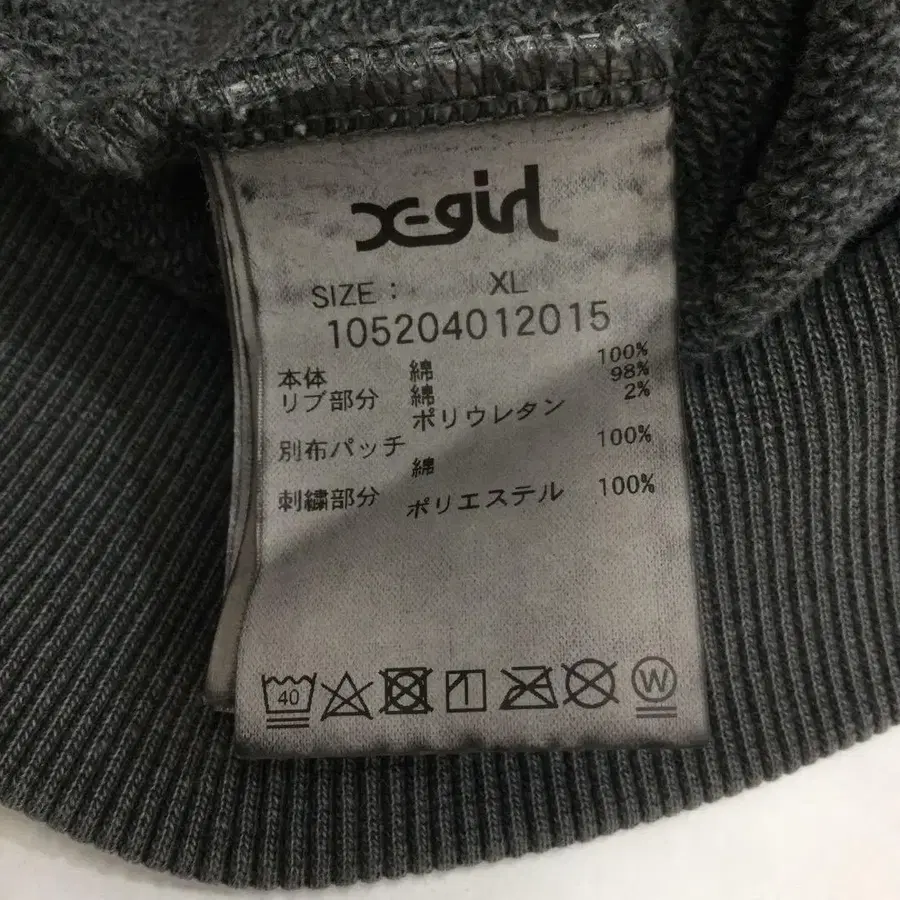 X-girl
SIZE : XL
105204012015
本体 綿 100%
リブ部分 綿 98%
ポリウレタン 2%
別布パッチ
綿 100%
刺繍部分 ポリエステル 100%
40 W